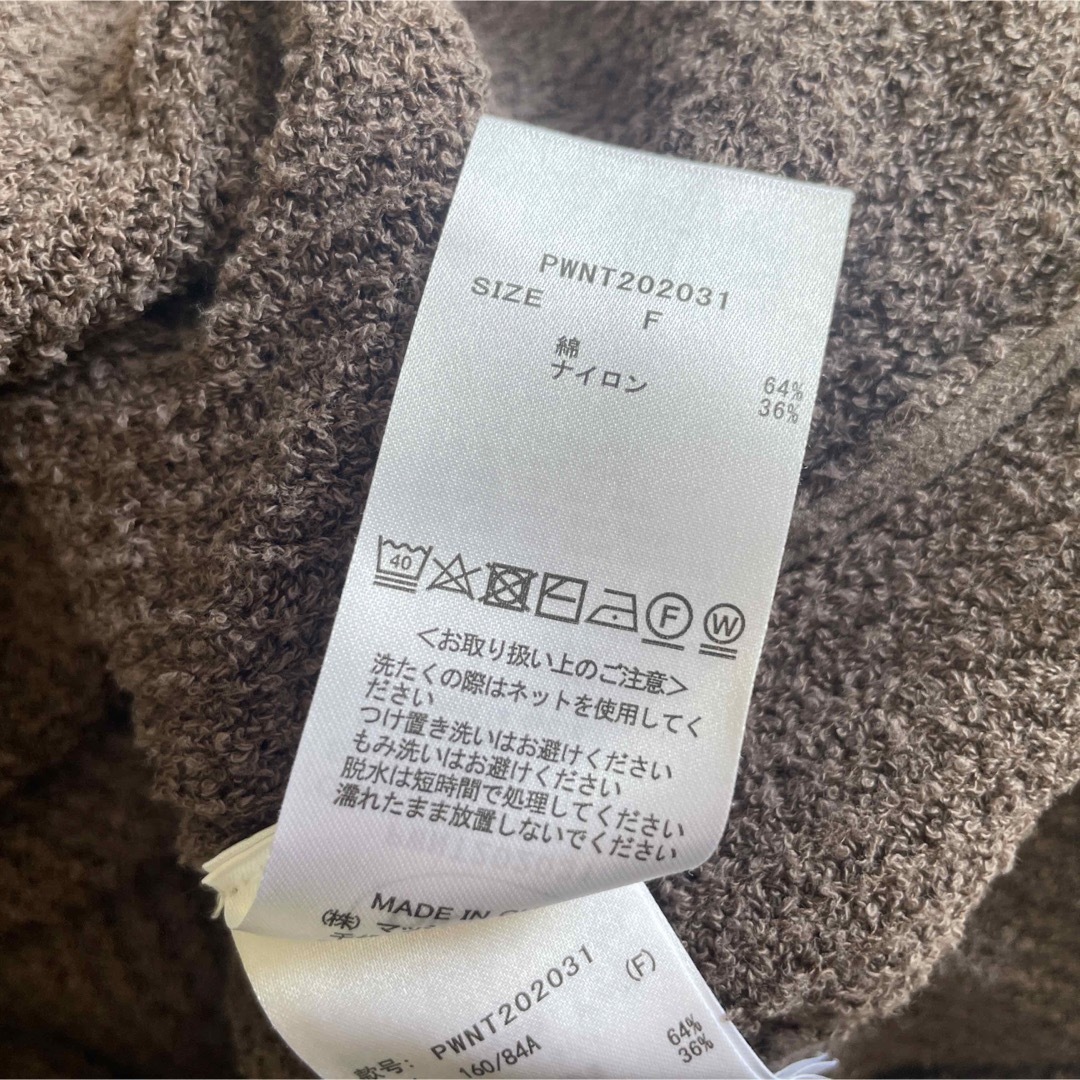 PWNT202031
SIZE F
綿 64%
ナイロン 36%
40 F W
＜お取り扱い上のご注意＞
洗たくの際はネットを使用してく
ださい
つけ置き洗いはお避けください
もみ洗いはお避けください
脱水は短時間で処理してください
濡れたまま放置しないでください
MADE IN
(株)
款号: PWNT202031 (F)
160/84A
64%
36%